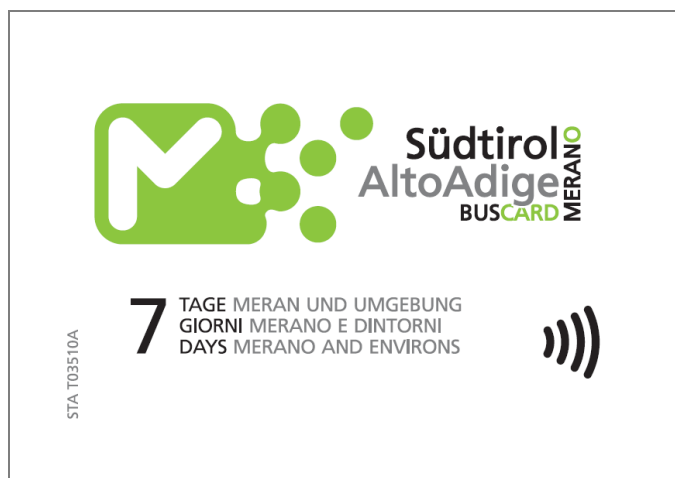 Südtirol
AltoAdige
BUSCARD
MERANO
7
TAGE MERAN UND UMGEBUNG
GIORNI MERANO E DINTORNI
DAYS MERANO AND ENVIRONS
STA T03510A